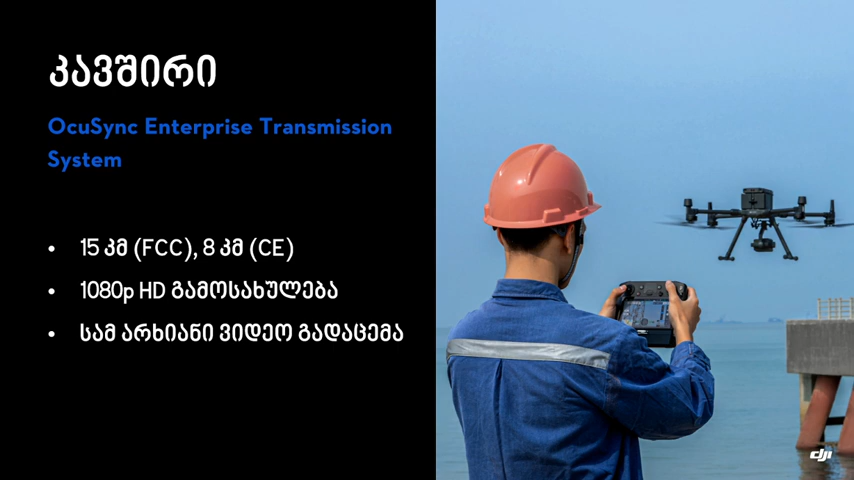 კავშირი
OcuSync Enterprise Transmission
System
• 15 კმ (FCC), 8 კმ (CE)
• 1080p HD გამოსახულება
• სამ არხიანი ვიდეო გადაცემა
dji